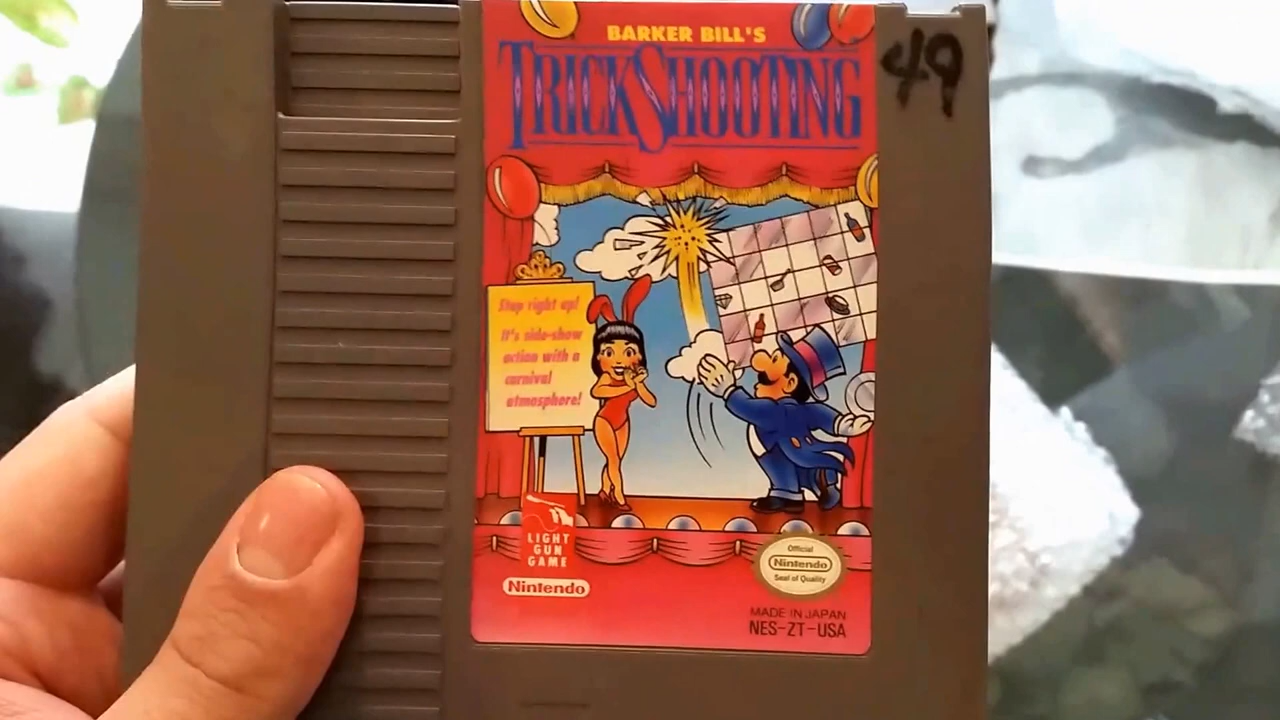 BARKER BILL'S
TRICK SHOOTING
49
Step right up!
It's side-show
action with a
carnival
atmosphere!
LIGHT
GUN
GAME
Nintendo
Official
Nintendo
Seal of Quality
MADE IN JAPAN
NES-ZT-USA